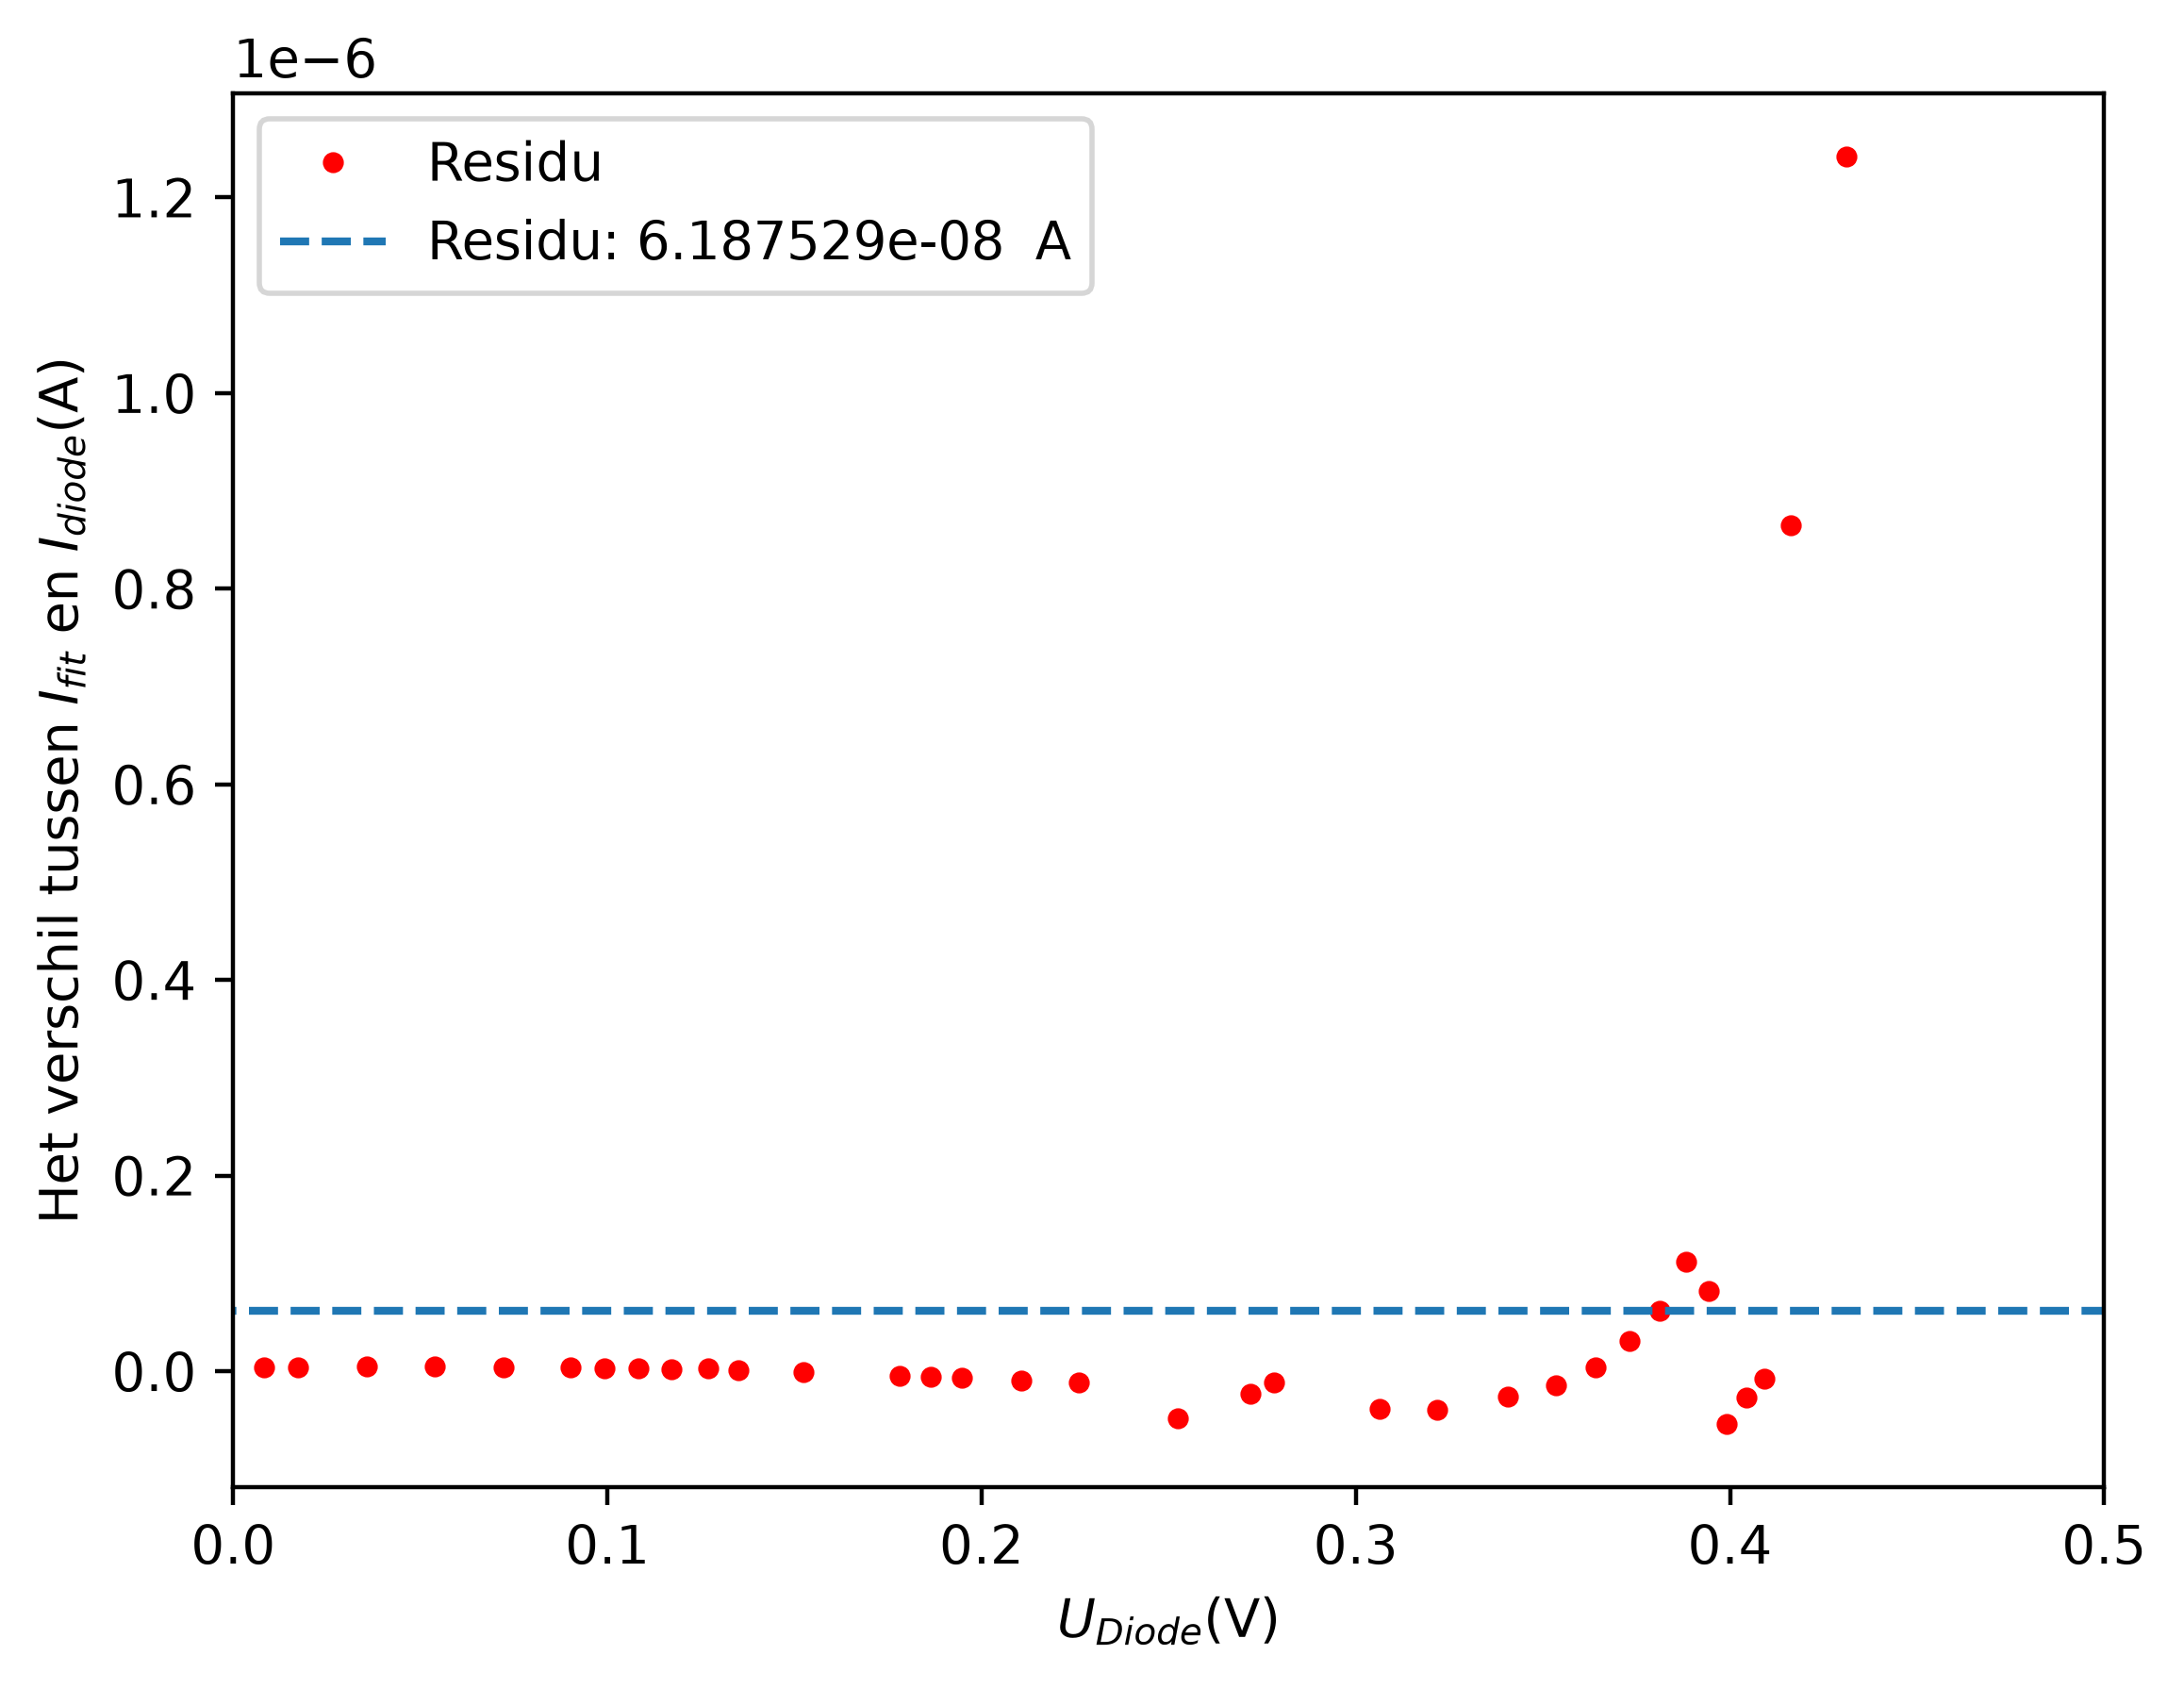 1e−6
Residu
Residu: 6.187529e-08  A
1.2
1.0
0.8
0.6
0.4
0.2
0.0
Het verschil tussen I_fit en I_diode(A)
0.0 0.1 0.2 0.3 0.4 0.5
U_Diode(V)